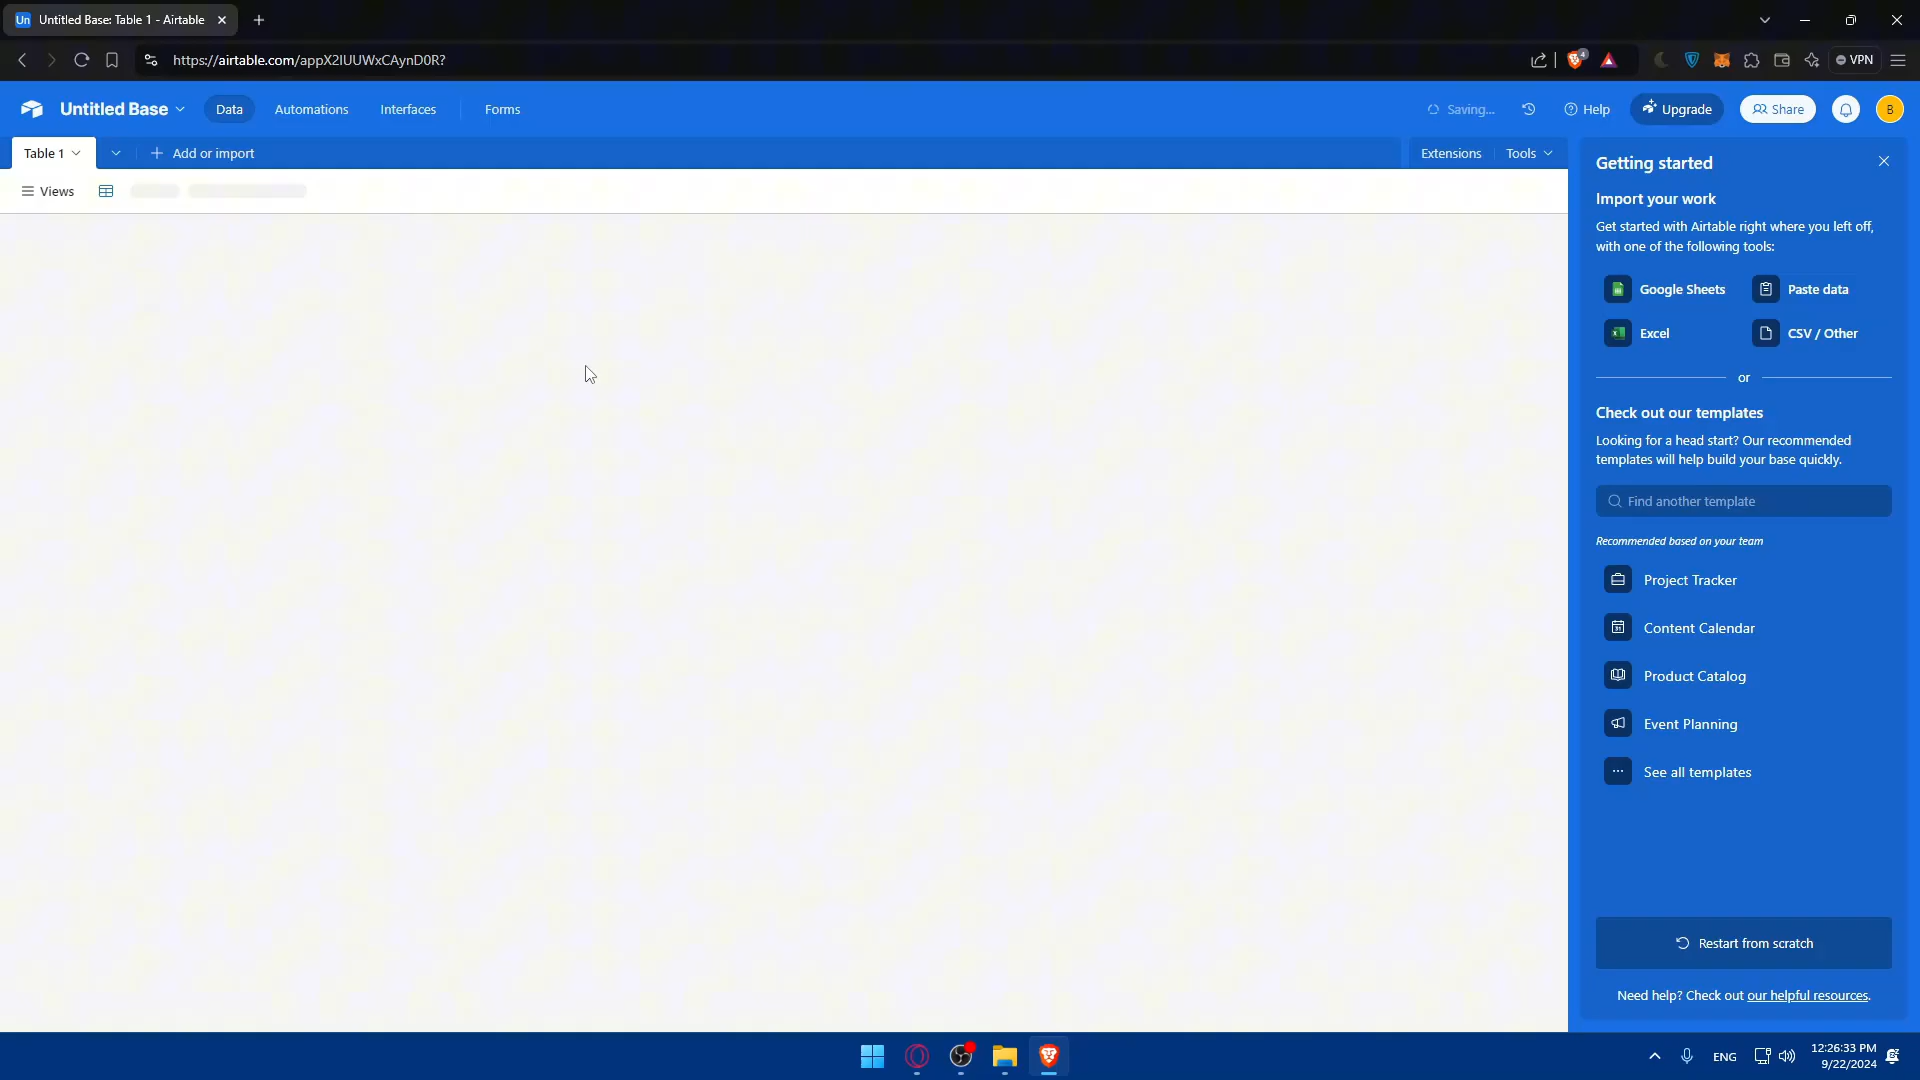 Un Untitled Base: Table 1 - Airtable
https://airtable.com/appX2IUUWxCAynD0R?
4
VPN
Untitled Base
Data
Automations
Interfaces
Forms
Saving...
Help
Upgrade
Share
B
Table 1
Add or import
Extensions
Tools
Views
Getting started
Import your work
Get started with Airtable right where you left off,
with one of the following tools:
Google Sheets
Paste data
Excel
CSV / Other
or
Check out our templates
Looking for a head start? Our recommended
templates will help build your base quickly.
Find another template
Recommended based on your team
Project Tracker
Content Calendar
Product Catalog
Event Planning
See all templates
Restart from scratch
Need help? Check out our helpful resources.
ENG
12:26:33 PM
9/22/2024